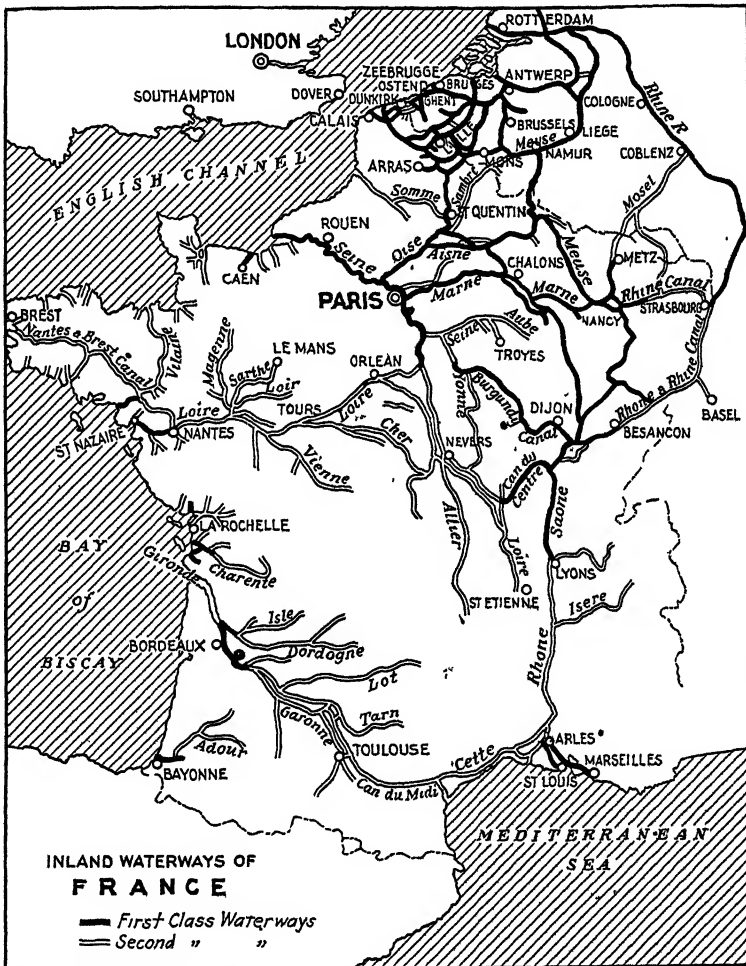 ROTTERDAM
LONDON
ZEEBRUGGE
OSTEND
BRUGES
ANTWERP
SOUTHAMPTON
DOVER
DUNKIRK
GHENT
COLOGNE
Rhine R
CALAIS
LILLE
BRUSSELS
LIEGE
Meuse
ARRAS
MONS
NAMUR
COBLENZ
ENGLISH CHANNEL
Somme
Sambre
Mosel
ST QUENTIN
ROUEN
Seine
Oise
Aisne
Meuse
CAEN
CHALONS
METZ
PARIS
Marne
Marne
Rhine Canal
STRASBOURG
BREST
NANCY
Nantes & Brest Canal
Vilaine
Mayenne
LE MANS
Sarthe
Loir
ORLEAN
Seine
Aube
TROYES
Rhone & Rhine Canal
Loire
TOURS
Loire
Yonne
Burgundy
Canal
DIJON
BASEL
ST NAZAIRE
NANTES
Cher
NEVERS
BESANCON
Vienne
Can du
Centre
Saone
LA ROCHELLE
Allier
Loire
BAY
of
BISCAY
Gironde
Charente
LYONS
ST ETIENNE
Isere
Isle
BORDEAUX
Dordogne
Rhone
Lot
Garonne
Tarn
Adour
BAYONNE
TOULOUSE
Cette
Can du Midi
ARLES
MARSEILLES
ST LOUIS
MEDITERRANEAN
SEA
INLAND WATERWAYS OF
FRANCE
First Class Waterways
Second " "